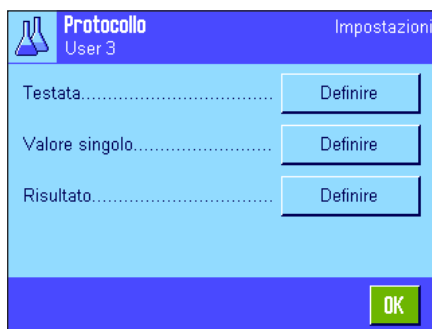 Protocollo Impostazioni
User 3
Testata................................. Definire
Valore singolo......................... Definire
Risultato................................ Definire
OK